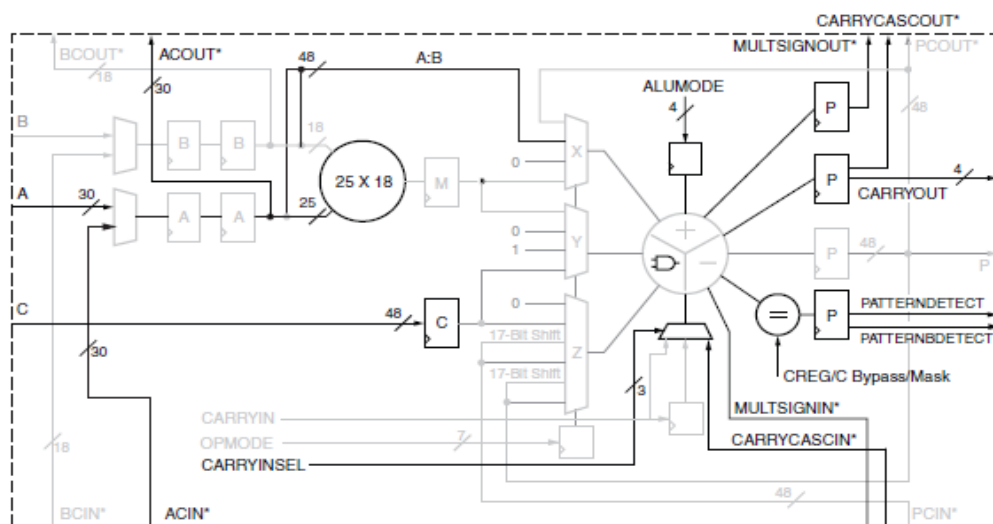 CARRYCASCOUT*
BCOUT* ACOUT* MULTSIGNOUT* PCOUT*
18 30 48 A:B 48
ALUMODE
4
P
B
18
B B
X
0
25 X 18
M
P
4
CARRYOUT
A
30
A A
25
0
1
Y
48
P
P
C
48
C
0
17-Bit Shift
Z
17-Bit Shift
=
P
PATTERNDETECT
PATTERNBDETECT
30
3
CREG/C Bypass/Mask
CARRYIN
MULTSIGNIN*
OPMODE
7
CARRYCASCIN*
18
CARRYINSEL
48
BCIN* ACIN* PCIN*
+
−